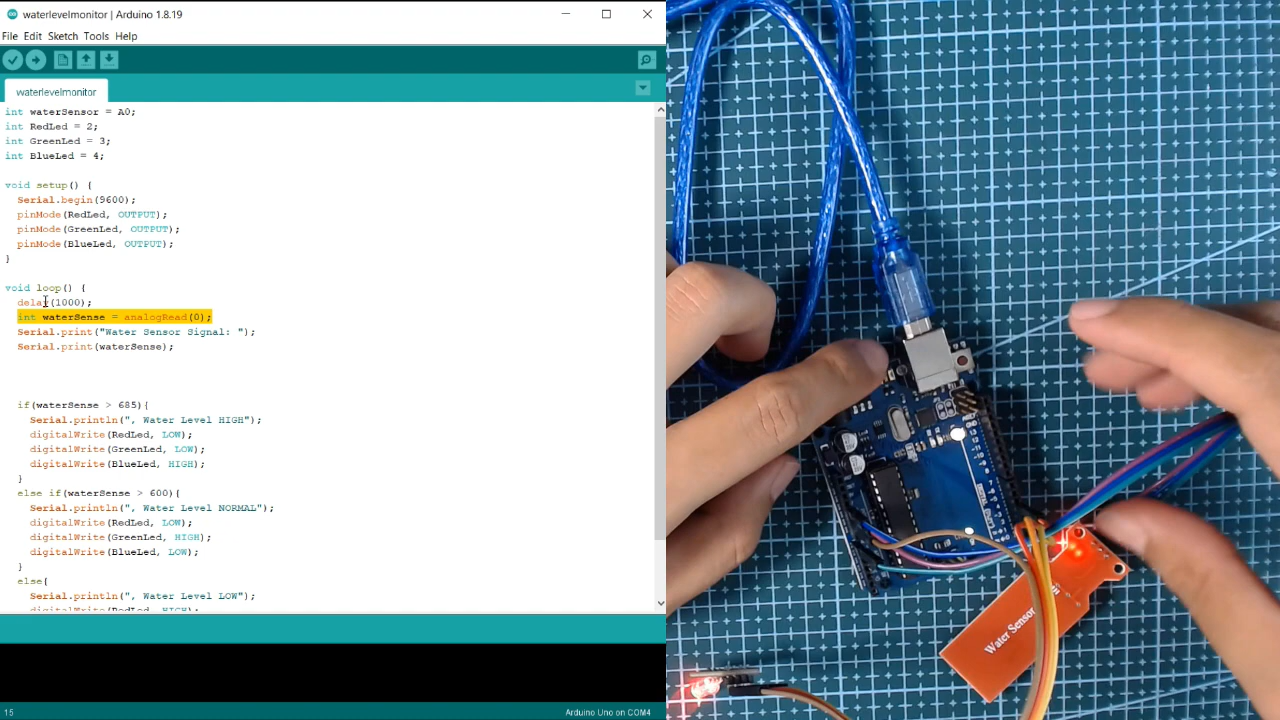 waterlevelmonitor | Arduino 1.8.19
File Edit Sketch Tools Help
waterlevelmonitor
int waterSensor = A0;
int RedLed = 2;
int GreenLed = 3;
int BlueLed = 4;
void setup() {
Serial.begin(9600);
pinMode(RedLed, OUTPUT);
pinMode(GreenLed, OUTPUT);
pinMode(BlueLed, OUTPUT);
}
void loop() {
delay(1000);
int waterSense = analogRead(0);
Serial.print("Water Sensor Signal: ");
Serial.print(waterSense);
if(waterSense > 685){
Serial.println(", Water Level HIGH");
digitalWrite(RedLed, LOW);
digitalWrite(GreenLed, LOW);
digitalWrite(BlueLed, HIGH);
}
else if(waterSense > 600){
Serial.println(", Water Level NORMAL");
digitalWrite(RedLed, LOW);
digitalWrite(GreenLed, HIGH);
digitalWrite(BlueLed, LOW);
}
else{
Serial.println(", Water Level LOW");
digitalWrite(RedLed, HIGH);
15
Arduino Uno on COM4
Water Sensor